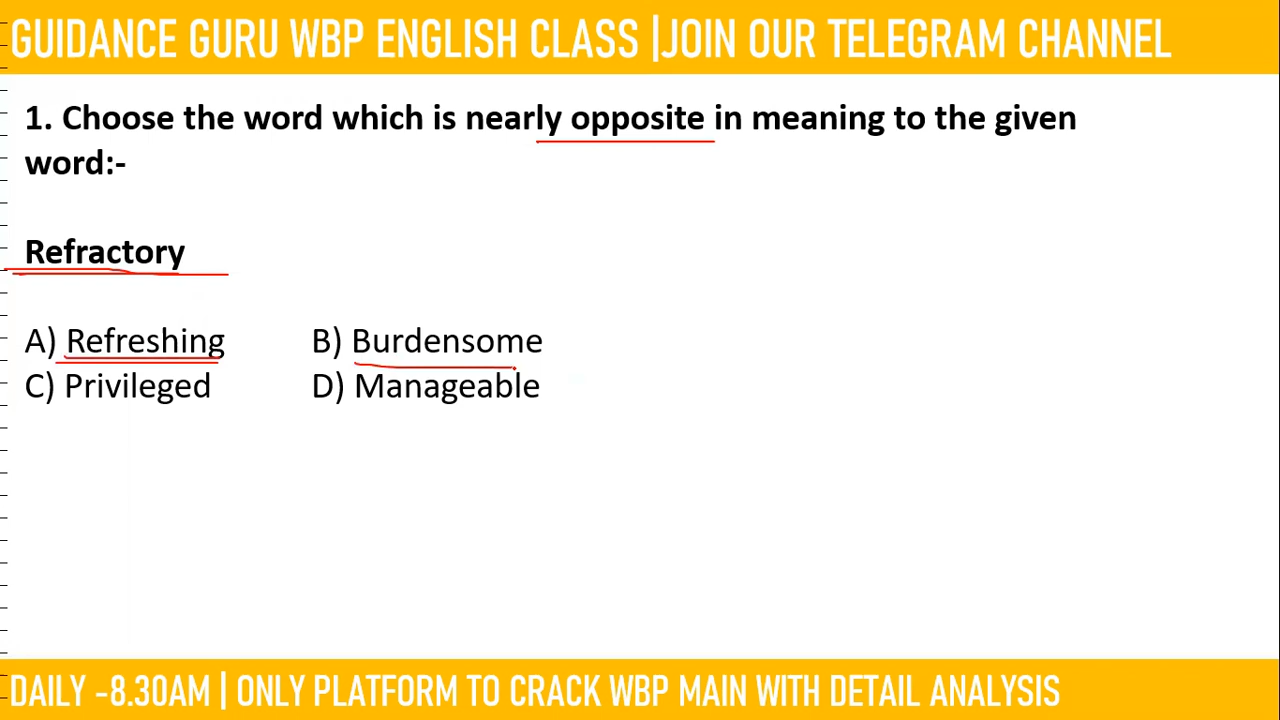 GUIDANCE GURU WBP ENGLISH CLASS |JOIN OUR TELEGRAM CHANNEL
1. Choose the word which is nearly opposite in meaning to the given
word:-
Refractory
A) Refreshing B) Burdensome
C) Privileged D) Manageable
DAILY -8.30AM | ONLY PLATFORM TO CRACK WBP MAIN WITH DETAIL ANALYSIS